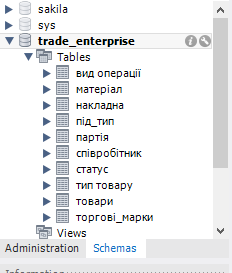 sakila
sys
trade_enterprise
Tables
вид операції
матеріал
накладна
під_тип
партія
співробітник
статус
тип товару
товари
торгові_марки
Views
Administration Schemas
Information